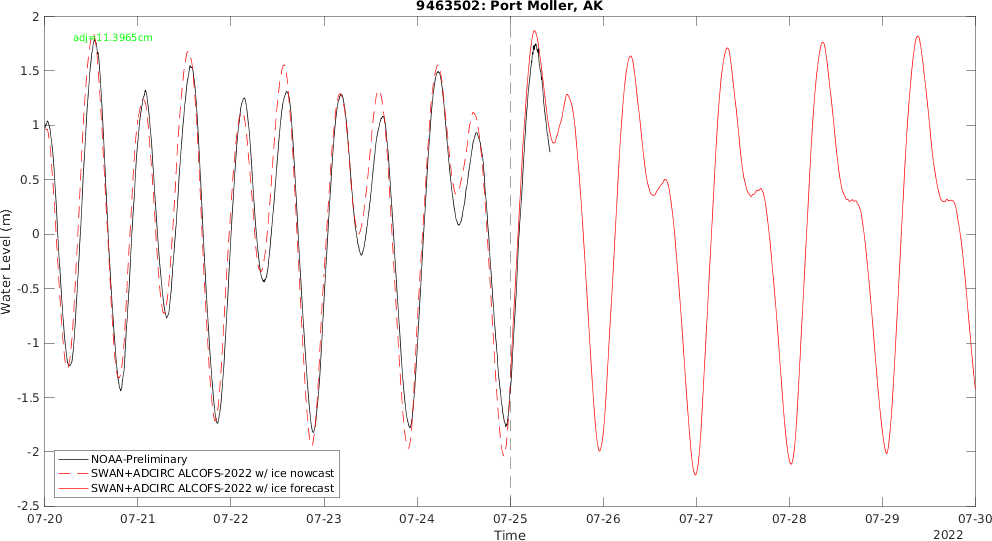 9463502: Port Moller, AK
adj=11.3965cm
Water Level (m)
2
1.5
1
0.5
0
-0.5
-1
-1.5
-2
-2.5
NOAA-Preliminary
SWAN+ADCIRC ALCOFS-2022 w/ ice nowcast
SWAN+ADCIRC ALCOFS-2022 w/ ice forecast
07-20 07-21 07-22 07-23 07-24 07-25 07-26 07-27 07-28 07-29 07-30
Time
2022